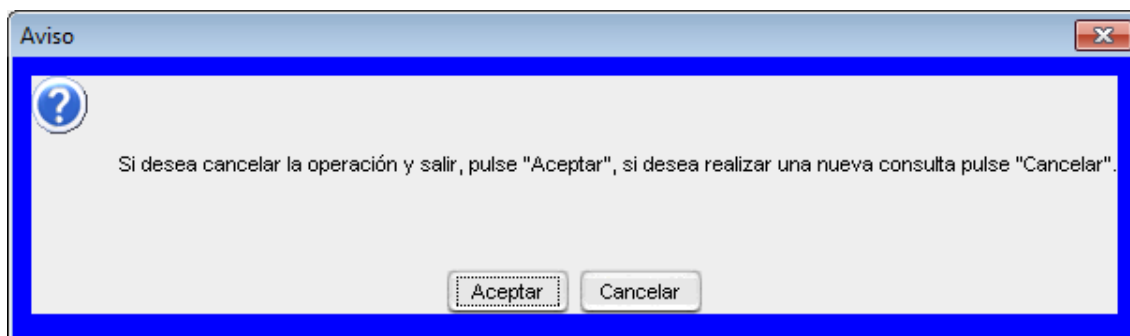 Aviso
Si desea cancelar la operación y salir, pulse "Aceptar", si desea realizar una nueva consulta pulse "Cancelar".
Aceptar Cancelar